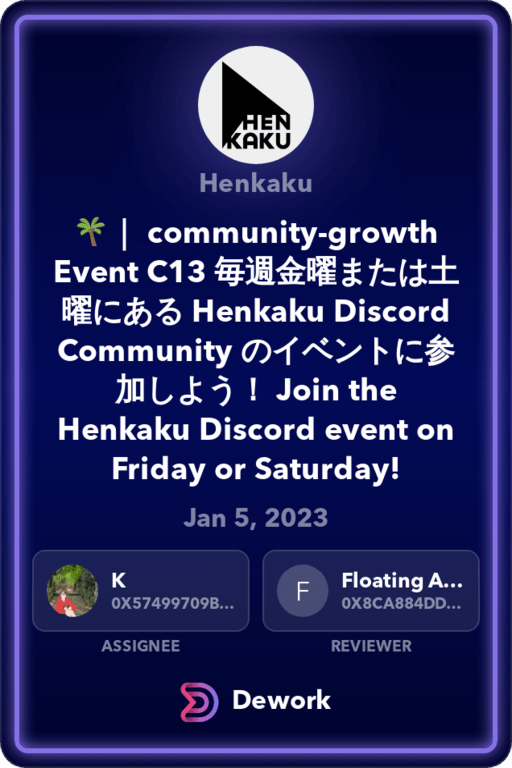 HEN
KAKU
Henkaku
🌴｜ community-growth
Event C13 毎週金曜または土
曜にある Henkaku Discord
Community のイベントに参
加しよう！ Join the
Henkaku Discord event on
Friday or Saturday!
Jan 5, 2023
K
0X57499709B...
ASSIGNEE
F
Floating A...
0X8CA884DD...
REVIEWER
Dework